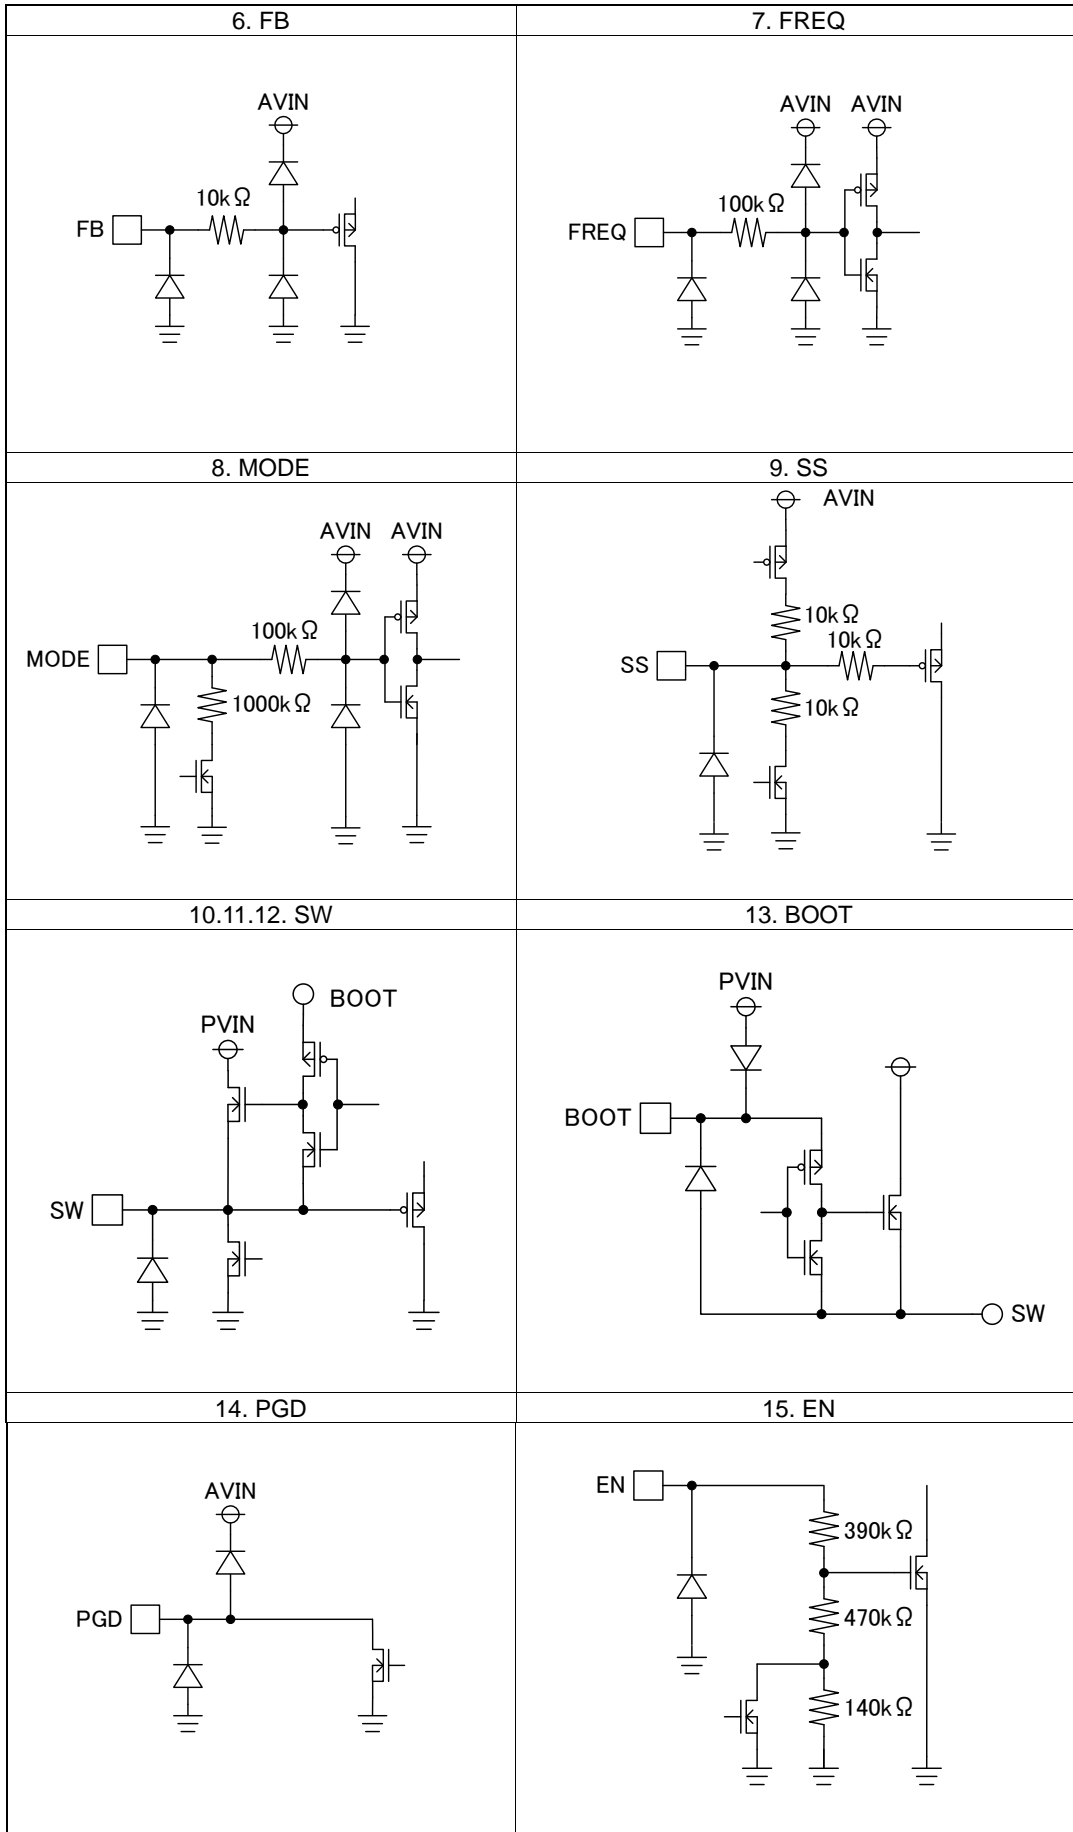 6. FB
7. FREQ
AVIN
10kΩ
FB
AVIN AVIN
100kΩ
FREQ
8. MODE
9. SS
AVIN AVIN
100kΩ
MODE
1000kΩ
AVIN
10kΩ
10kΩ
SS
10kΩ
10.11.12. SW
13. BOOT
BOOT
PVIN
SW
PVIN
BOOT
SW
14. PGD
15. EN
AVIN
PGD
EN
390kΩ
470kΩ
140kΩ